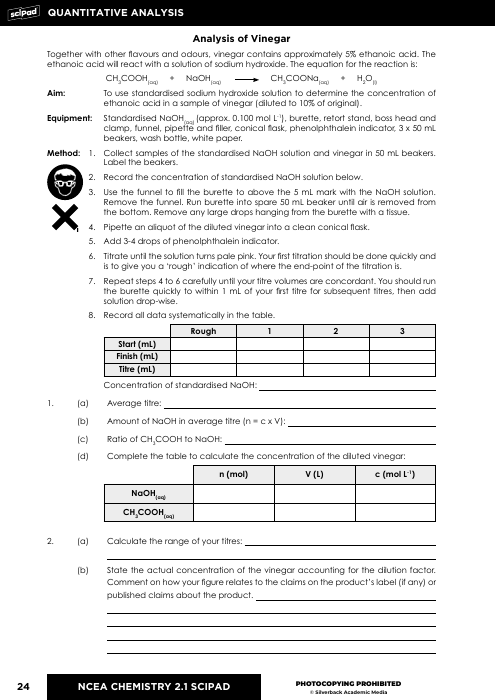 scipad QUANTITATIVE ANALYSIS
Analysis of Vinegar
Together with other flavours and odours, vinegar contains approximately 5% ethanoic acid. The
ethanoic acid will react with a solution of sodium hydroxide. The equation for the reaction is:
CH3COOH(aq) + NaOH(aq) → CH3COONa(aq) + H2O(l)
Aim: To use standardised sodium hydroxide solution to determine the concentration of
ethanoic acid in a sample of vinegar (diluted to 10% of original).
Equipment: Standardised NaOH(aq) (approx. 0.100 mol L-1), burette, retort stand, boss head and
clamp, funnel, pipette and filler, conical flask, phenolphthalein indicator, 3 x 50 mL
beakers, wash bottle, white paper.
Method: 1. Collect samples of the standardised NaOH solution and vinegar in 50 mL beakers.
Label the beakers.
2. Record the concentration of standardised NaOH solution below.
3. Use the funnel to fill the burette to above the 5 mL mark with the NaOH solution.
Remove the funnel. Run burette into spare 50 mL beaker until air is removed from
the bottom. Remove any large drops hanging from the burette with a tissue.
4. Pipette an aliquot of the diluted vinegar into a clean conical flask.
5. Add 3-4 drops of phenolphthalein indicator.
6. Titrate until the solution turns pale pink. Your first titration should be done quickly and
is to give you a 'rough' indication of where the end-point of the titration is.
7. Repeat steps 4 to 6 carefully until your titre volumes are concordant. You should run
the burette quickly to within 1 mL of your first titre for subsequent titres, then add
solution drop-wise.
8. Record all data systematically in the table.
Rough 1 2 3
Start (mL)
Finish (mL)
Titre (mL)
Concentration of standardised NaOH:
1. (a) Average titre:
(b) Amount of NaOH in average titre (n = c x V):
(c) Ratio of CH3COOH to NaOH:
(d) Complete the table to calculate the concentration of the diluted vinegar:
n (mol) V (L) c (mol L-1)
NaOH(aq)
CH3COOH(aq)
2. (a) Calculate the range of your titres:
(b) State the actual concentration of the vinegar accounting for the dilution factor.
Comment on how your figure relates to the claims on the product's label (if any) or
published claims about the product.
24 NCEA CHEMISTRY 2.1 SCIPAD PHOTOCOPYING PROHIBITED
© Silverback Academic Media